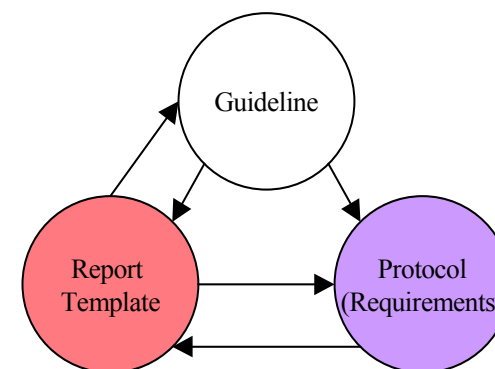 Guideline
Report
Template
Protocol
(Requirements